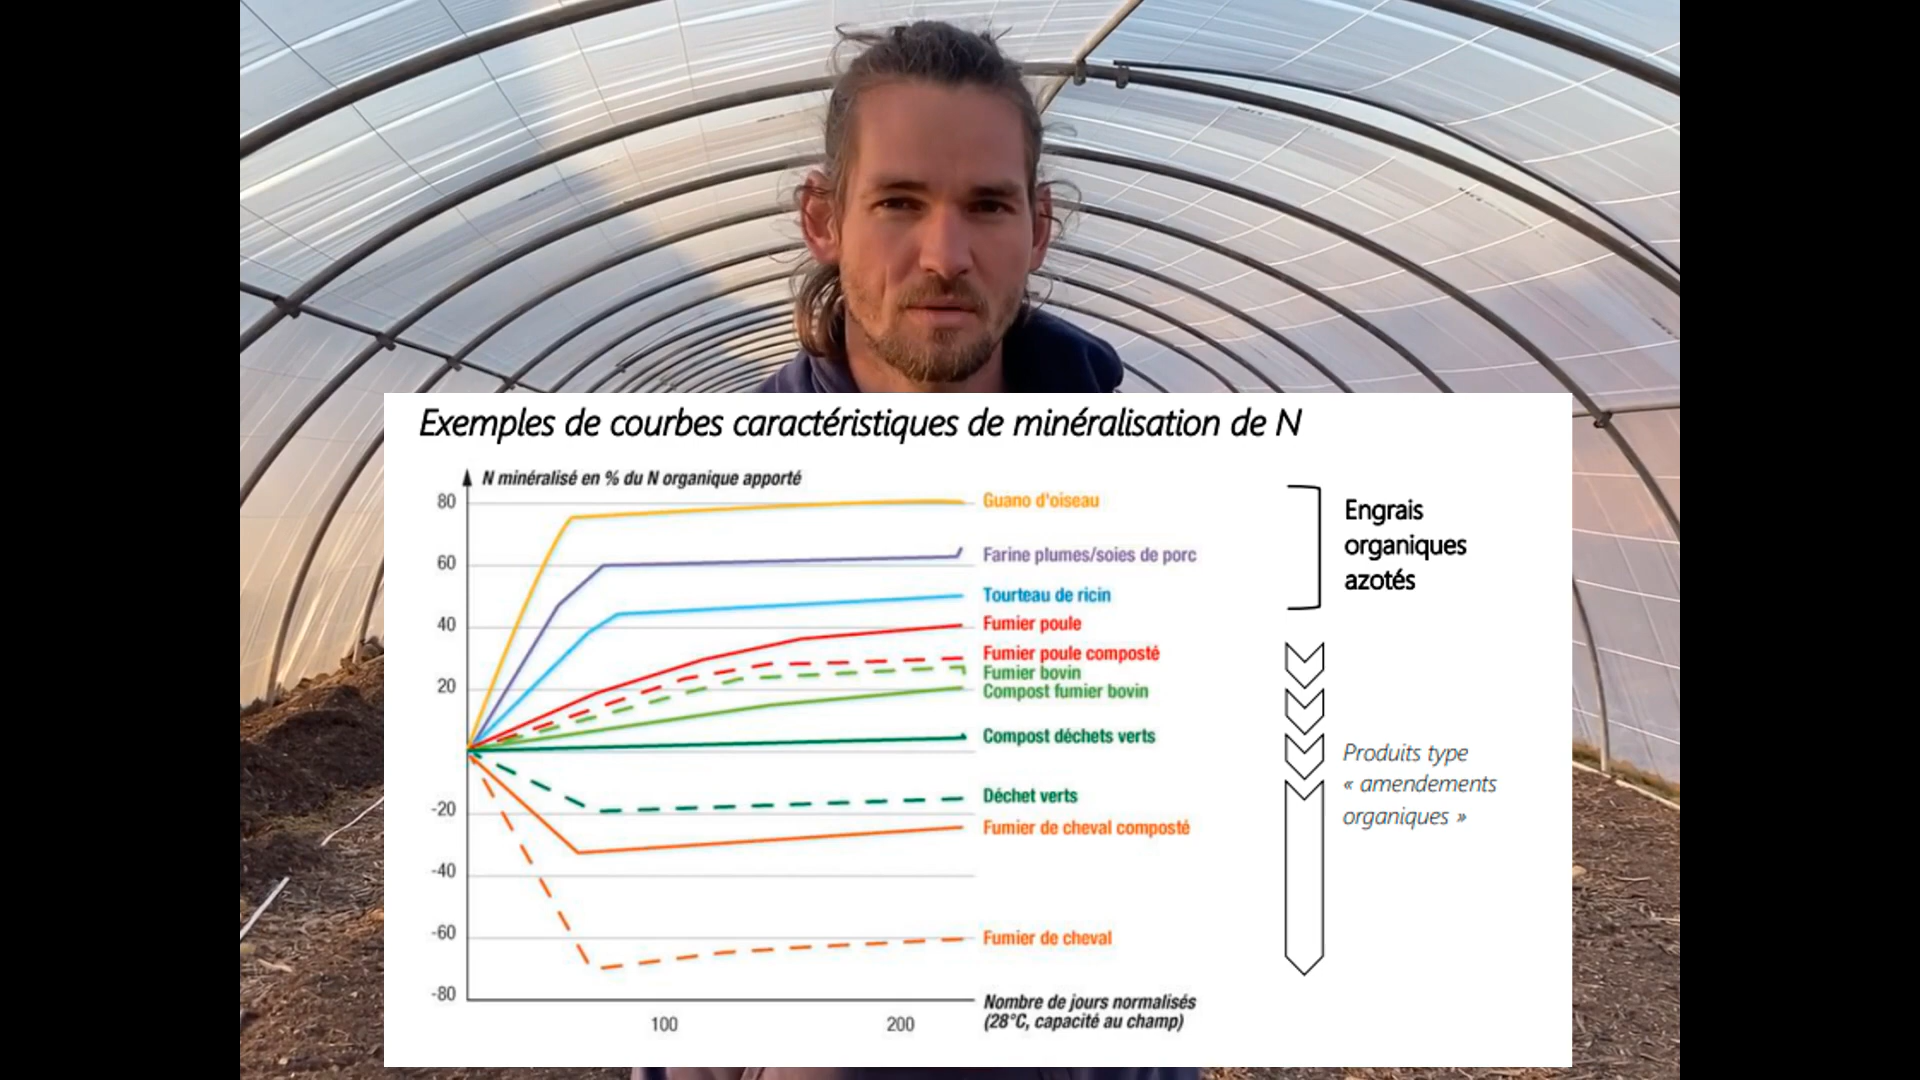 Exemples de courbes caractéristiques de minéralisation de N
N minéralisé en % du N organique apporté
80
60
40
20
-20
-40
-60
-80
100
200
Guano d'oiseau
Farine plumes/soies de porc
Tourteau de ricin
Fumier poule
Fumier poule composté
Fumier bovin
Compost fumier bovin
Compost déchets verts
Déchet verts
Fumier de cheval composté
Fumier de cheval
Nombre de jours normalisés
(28°C, capacité au champ)
Engrais
organiques
azotés
Produits type
« amendements
organiques »